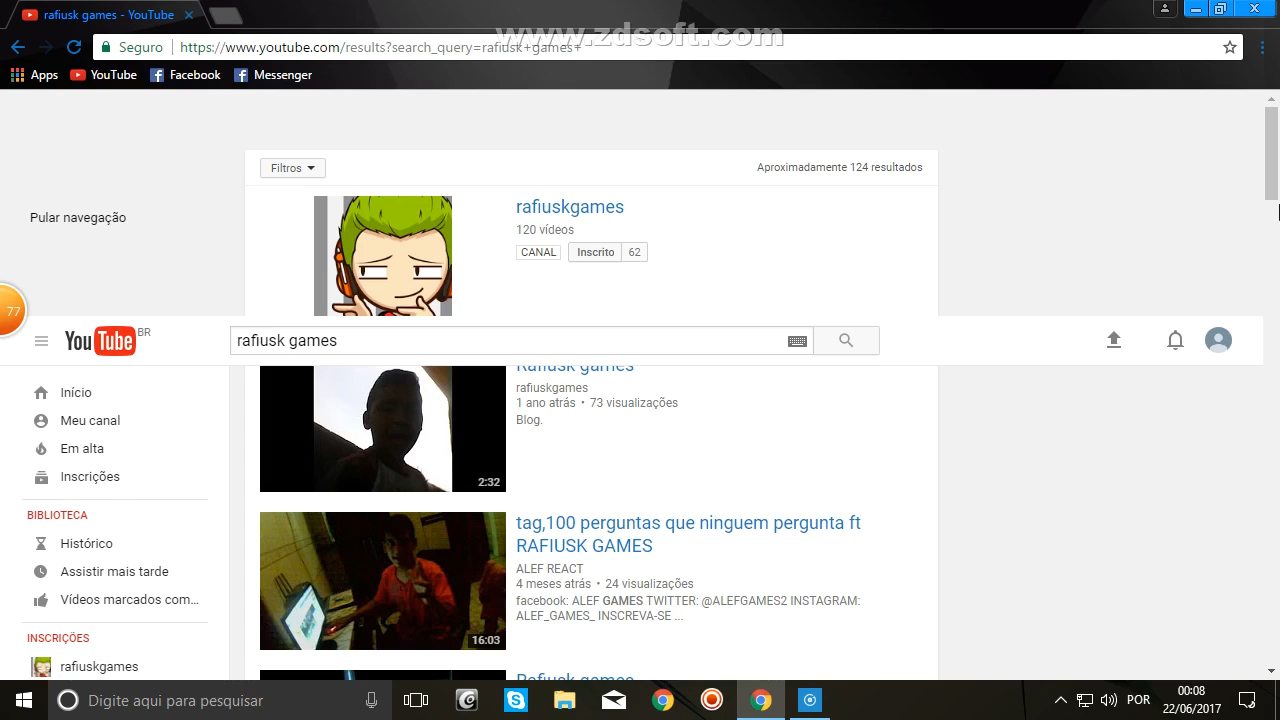 rafiusk games - YouTube
www.zdsoft.com
Seguro
https://www.youtube.com/results?search_query=rafiusk+games+
Apps YouTube Facebook Messenger
Filtros
Aproximadamente 124 resultados
rafiuskgames
120 vídeos
CANAL Inscrito 62
Pular navegação
77
YouTube BR
rafiusk games
Início
Meu canal
Em alta
Inscrições
BIBLIOTECA
Histórico
Assistir mais tarde
Vídeos marcados com...
INSCRIÇÕES
rafiuskgames
Rafiusk games
rafiuskgames
1 ano atrás • 73 visualizações
Blog.
2:32
tag,100 perguntas que ninguem pergunta ft
RAFIUSK GAMES
ALEF REACT
4 meses atrás • 24 visualizações
facebook: ALEF GAMES TWITTER: @ALEFGAMES2 INSTAGRAM:
ALEF_GAMES_ INSCREVA-SE ...
16:03
Rafiusk games
Digite aqui para pesquisar
POR
00:08
22/06/2017